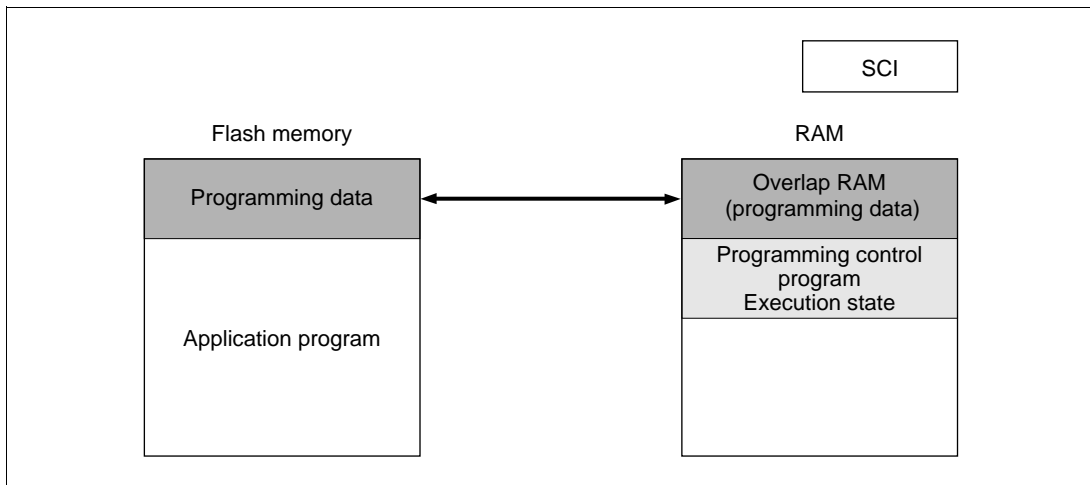 SCI
Flash memory
RAM
Programming data
Overlap RAM
(programming data)
Programming control
program
Execution state
Application program